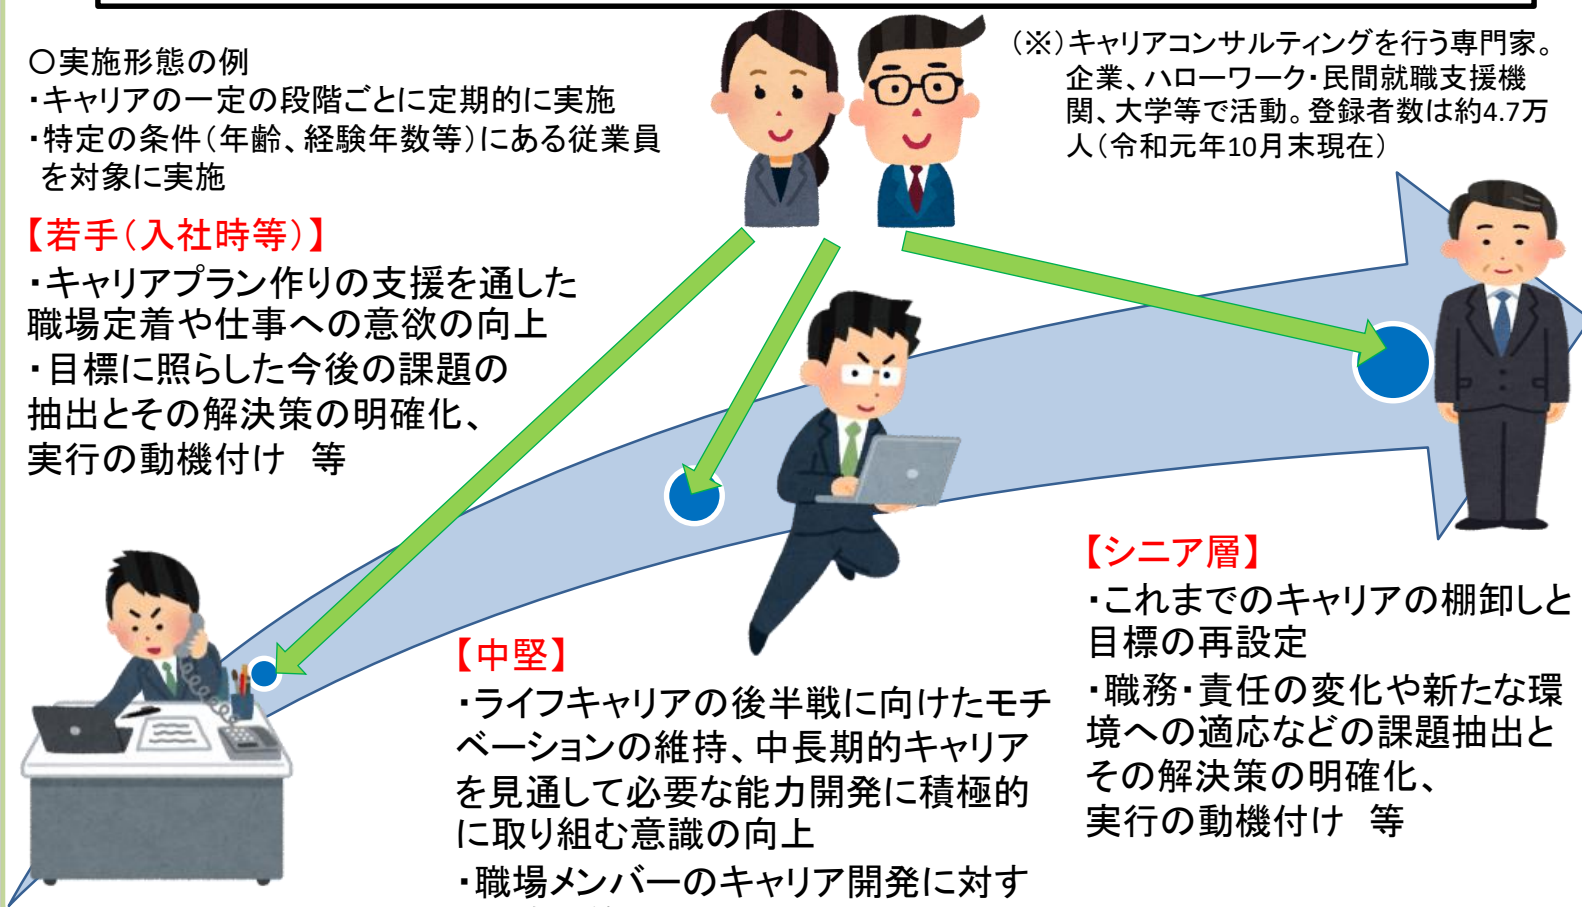 ○実施形態の例
・キャリアの一定の段階ごとに定期的に実施
・特定の条件(年齢、経験年数等)にある従業員
を対象に実施
(※)キャリアコンサルティングを行う専門家。
企業、ハローワーク・民間就職支援機
関、大学等で活動。登録者数は約4.7万
人(令和元年10月末現在)
【若手(入社時等)】
・キャリアプラン作りの支援を通した
職場定着や仕事への意欲の向上
・目標に照らした今後の課題の
抽出とその解決策の明確化、
実行の動機付け 等
【中堅】
・ライフキャリアの後半戦に向けたモチ
ベーションの維持、中長期的キャリア
を見通して必要な能力開発に積極的
に取り組む意識の向上
・職場メンバーのキャリア開発に対す
【シニア層】
・これまでのキャリアの棚卸しと
目標の再設定
・職務・責任の変化や新たな環
境への適応などの課題抽出と
その解決策の明確化、
実行の動機付け 等